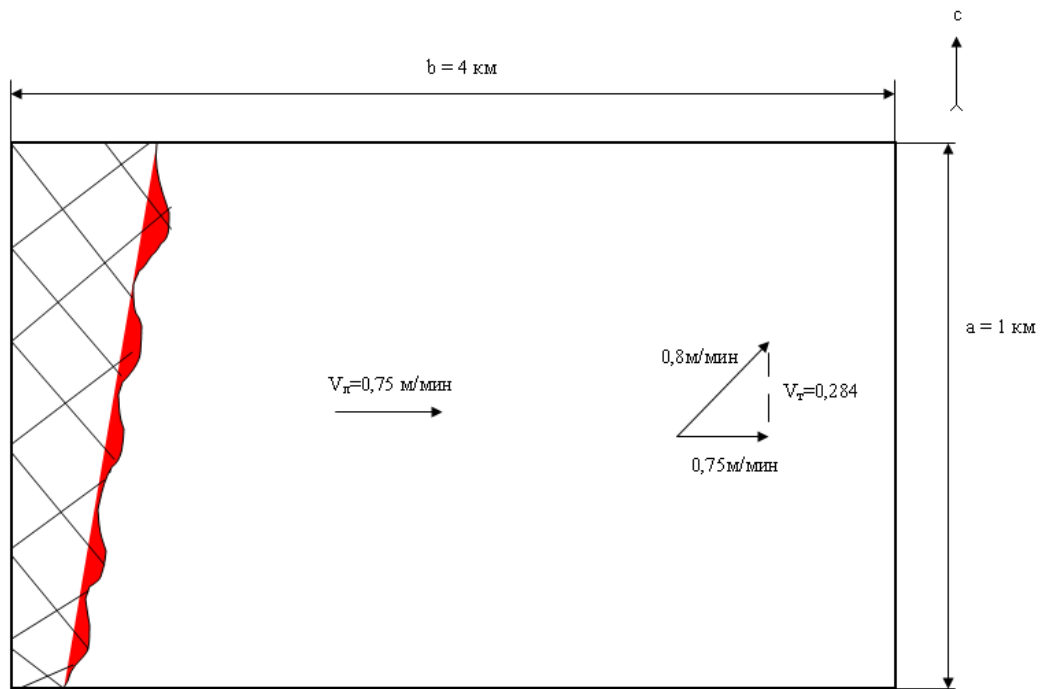 с
b = 4 км
a = 1 км
0,8м/мин
Vл=0,75 м/мин
Vт=0,284
0,75м/мин